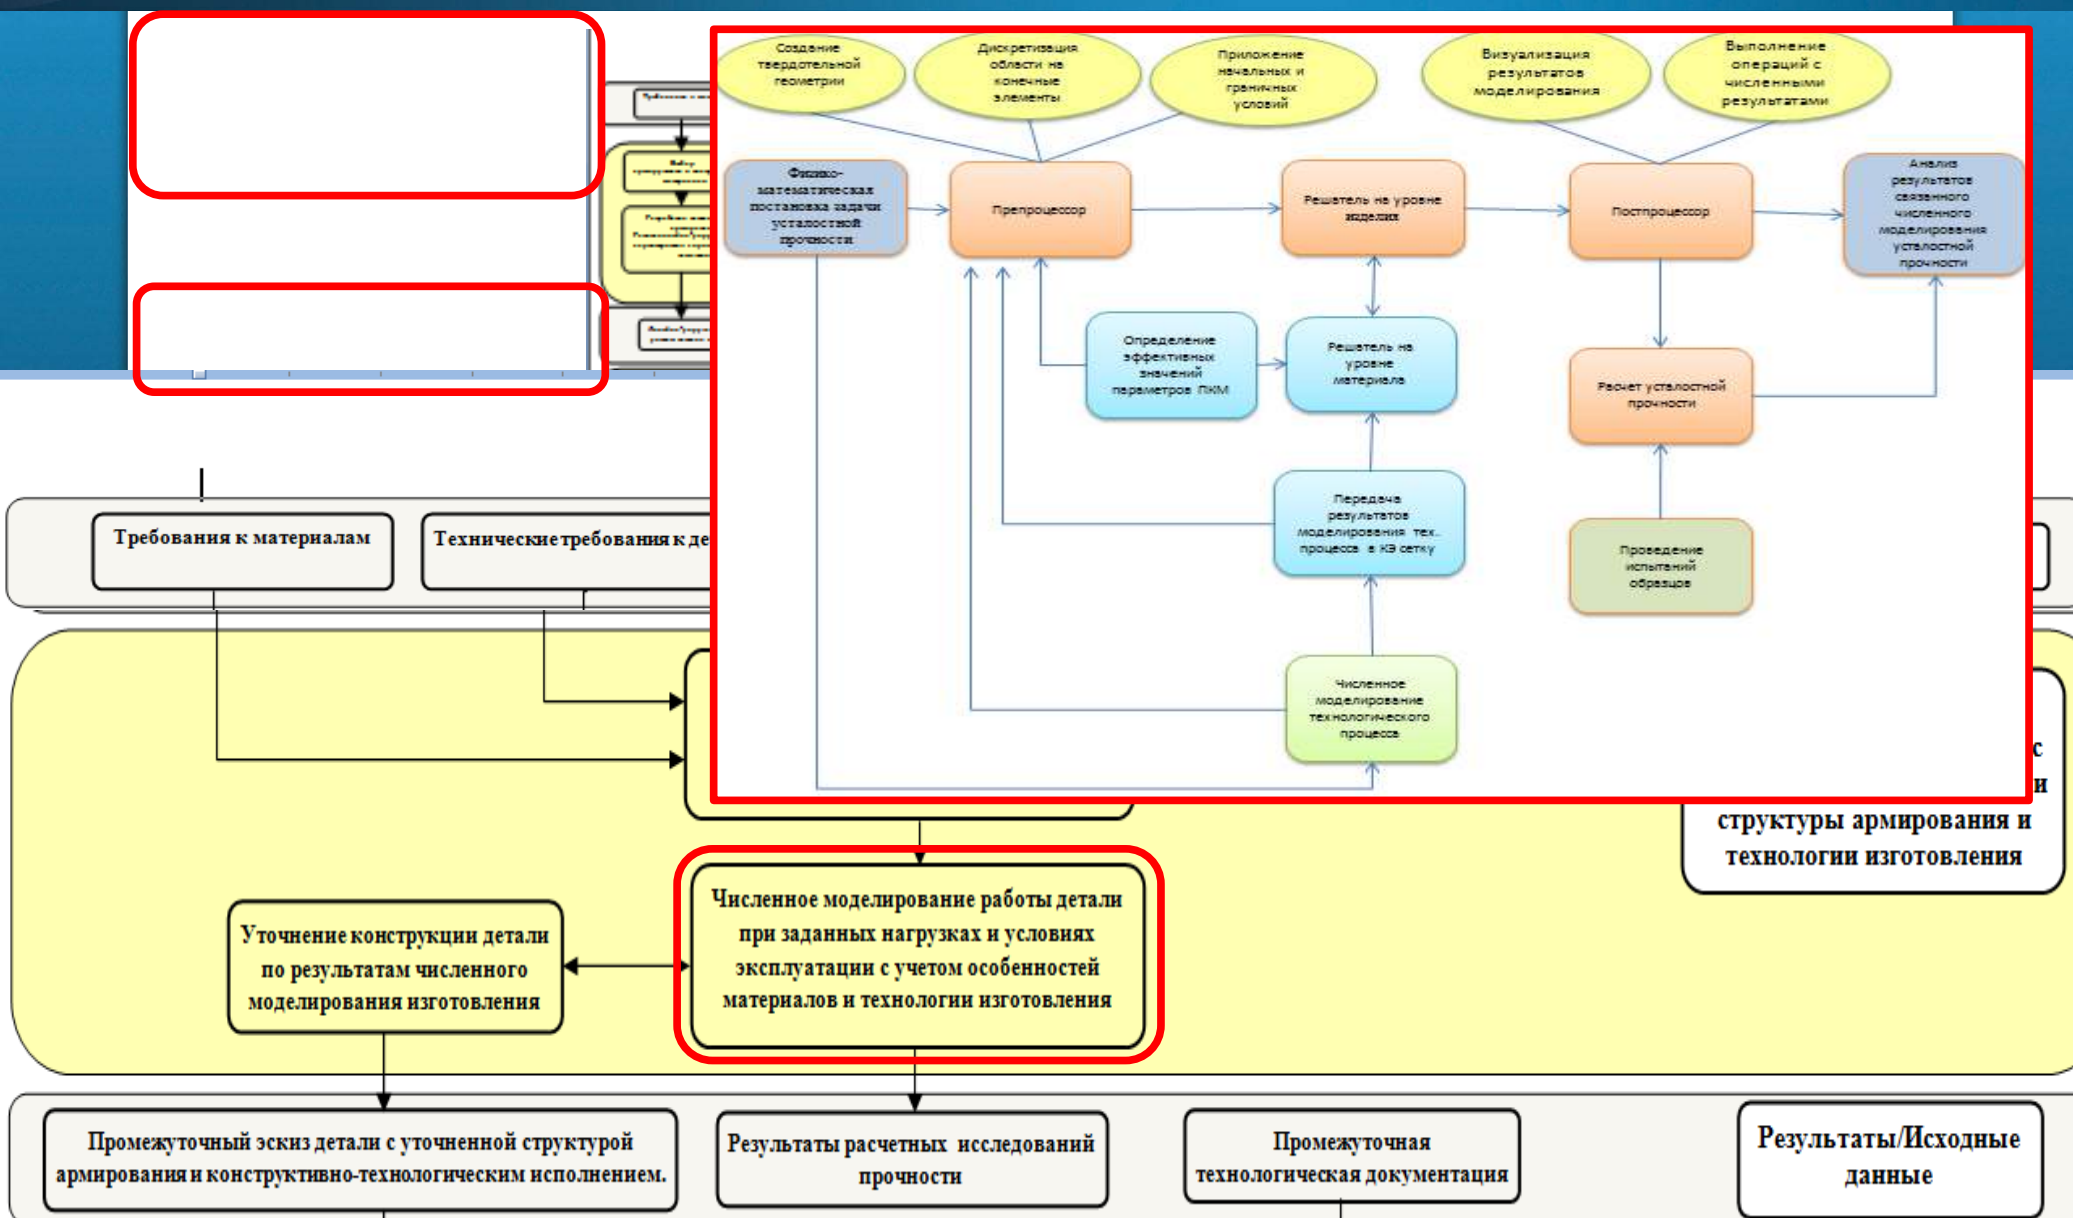 Создание
твердотельной
геометрии
Дискретизация
области на
конечные
элементы
Приложение
начальных и
граничных
условий
Визуализация
результатов
моделирования
Выполнение
операций с
численными
результатами
Физико-
математическая
постановка задачи
усталостной
прочности
Препроцессор
Решатель на уровне
изделия
Постпроцессор
Анализ
результатов
связанного
численного
моделирования
усталостной
прочности
Определение
эффективных
значений
параметров ПКМ
Решатель на
уровне
материала
Расчет усталостной
прочности
Передача
результатов
моделирования тех.
процесса в КЭ сетку
Проведение
испытаний
образцов
Численное
моделирование
технологического
процесса
Требования к материалам
Технические требования к де
с
и
структуры армирования и
технологии изготовления
Численное моделирование работы детали
при заданных нагрузках и условиях
эксплуатации с учетом особенностей
материалов и технологии изготовления
Уточнение конструкции детали
по результатам численного
моделирования изготовления
Промежуточный эскиз детали с уточненной структурой
армирования и конструктивно-технологическим исполнением.
Результаты расчетных исследований
прочности
Промежуточная
технологическая документация
Результаты/Исходные
данные